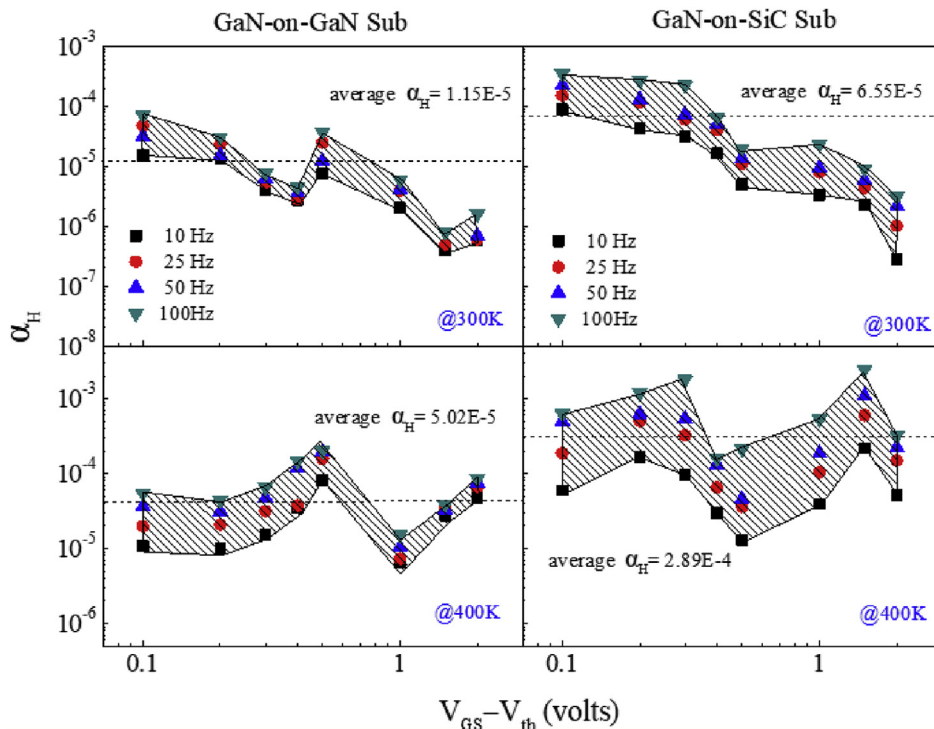 GaN-on-GaN Sub
GaN-on-SiC Sub
10⁻³
10⁻⁴
10⁻⁵
10⁻⁶
10⁻⁷
10⁻⁸
average α_H = 1.15E-5
10 Hz
25 Hz
50 Hz
100Hz
@300K
average α_H = 6.55E-5
10 Hz
25 Hz
50 Hz
100Hz
@300K
α_H
10⁻³
10⁻⁴
10⁻⁵
10⁻⁶
average α_H = 5.02E-5
@400K
average α_H = 2.89E-4
@400K
0.1
1
0.1
1
V_GS–V_th (volts)